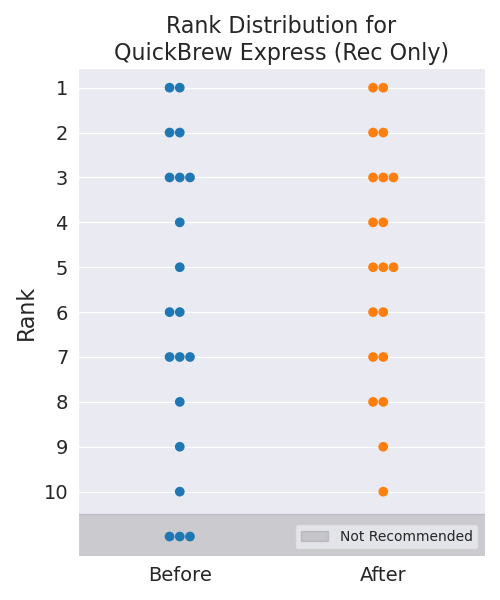 Rank Distribution for
QuickBrew Express (Rec Only)
1
2
3
4
5
6
7
8
9
10
Rank
Not Recommended
Before After